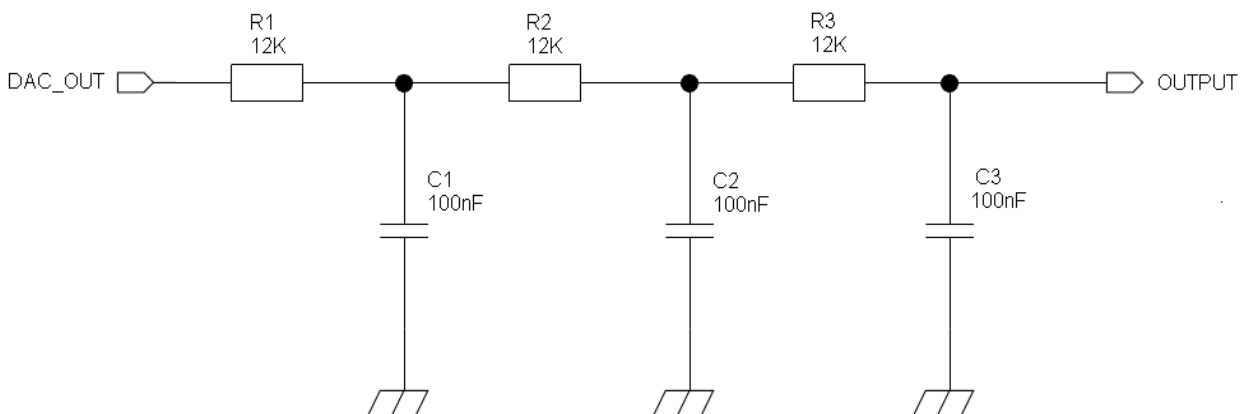 R1
12K
R2
12K
R3
12K
DAC_OUT
OUTPUT
C1
100nF
C2
100nF
C3
100nF